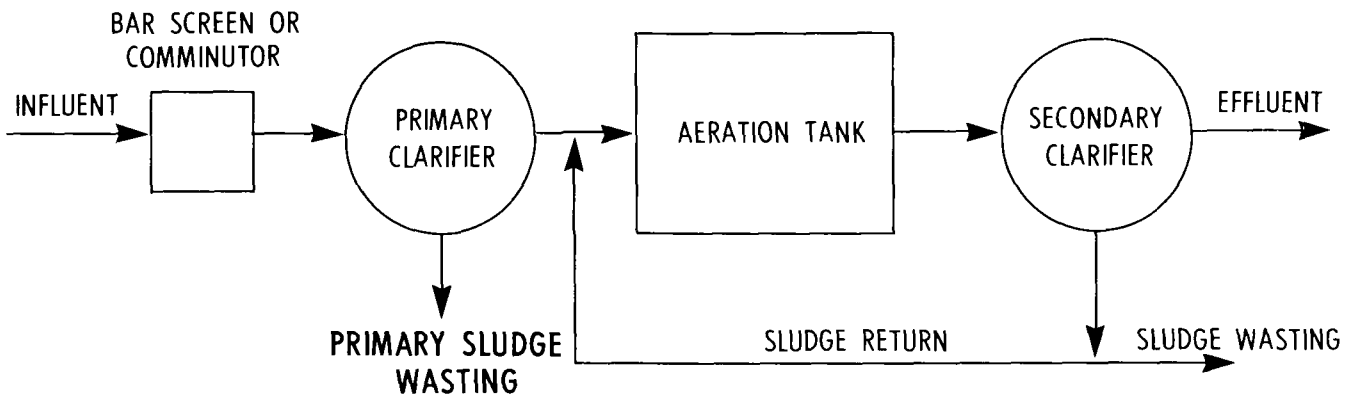 BAR SCREEN OR
COMMINUTOR
INFLUENT
PRIMARY
CLARIFIER
AERATION TANK
SECONDARY
CLARIFIER
EFFLUENT
PRIMARY SLUDGE
WASTING
SLUDGE RETURN
SLUDGE WASTING